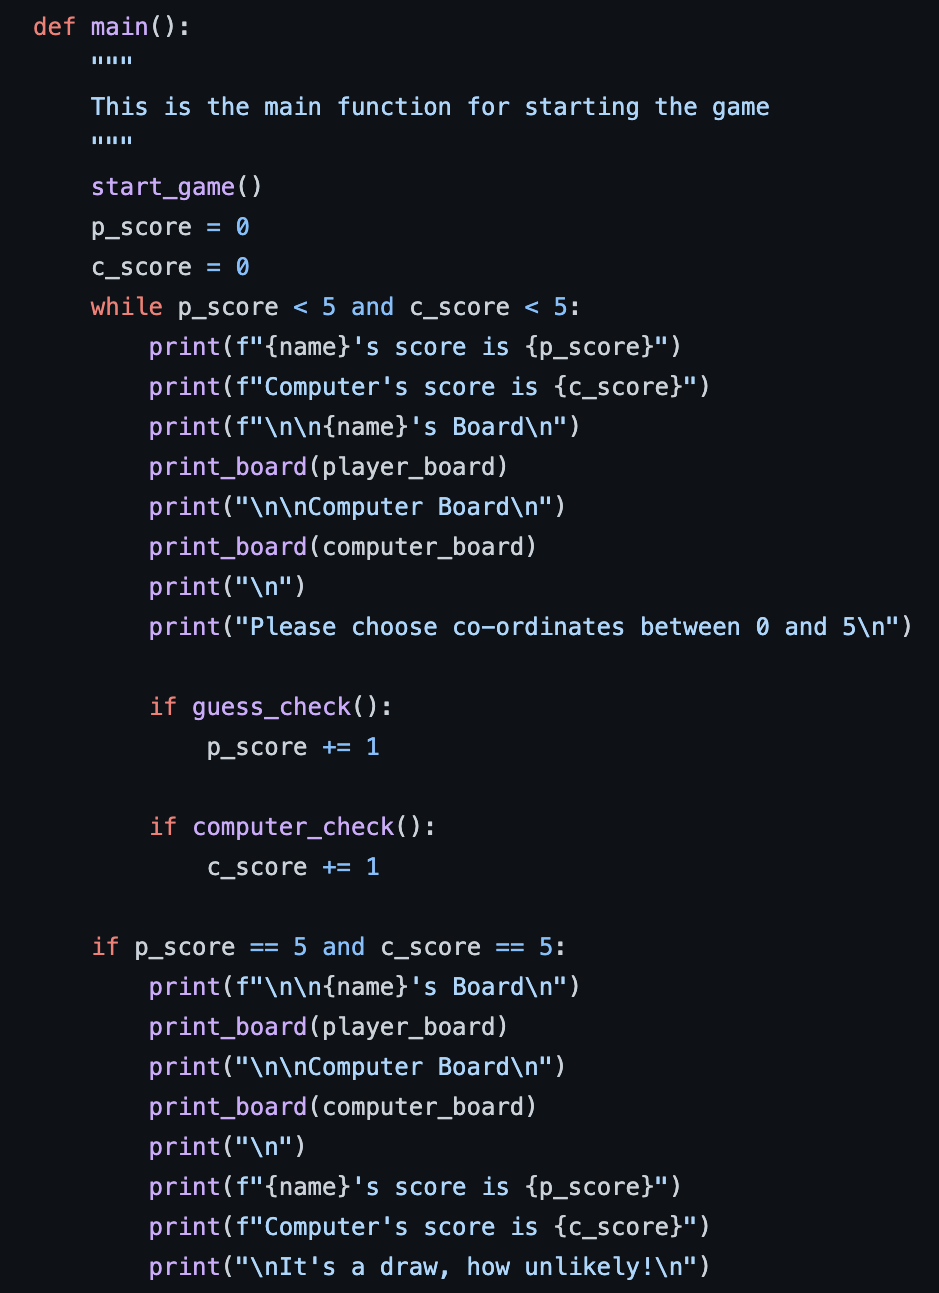 def main():
    """
    This is the main function for starting the game
    """
    start_game()
    p_score = 0
    c_score = 0
    while p_score < 5 and c_score < 5:
        print(f"{name}'s score is {p_score}")
        print(f"Computer's score is {c_score}")
        print(f"\n\n{name}'s Board\n")
        print_board(player_board)
        print("\n\nComputer Board\n")
        print_board(computer_board)
        print("\n")
        print("Please choose co-ordinates between 0 and 5\n")

        if guess_check():
            p_score += 1

        if computer_check():
            c_score += 1

    if p_score == 5 and c_score == 5:
        print(f"\n\n{name}'s Board\n")
        print_board(player_board)
        print("\n\nComputer Board\n")
        print_board(computer_board)
        print("\n")
        print(f"{name}'s score is {p_score}")
        print(f"Computer's score is {c_score}")
        print("\nIt's a draw, how unlikely!\n")